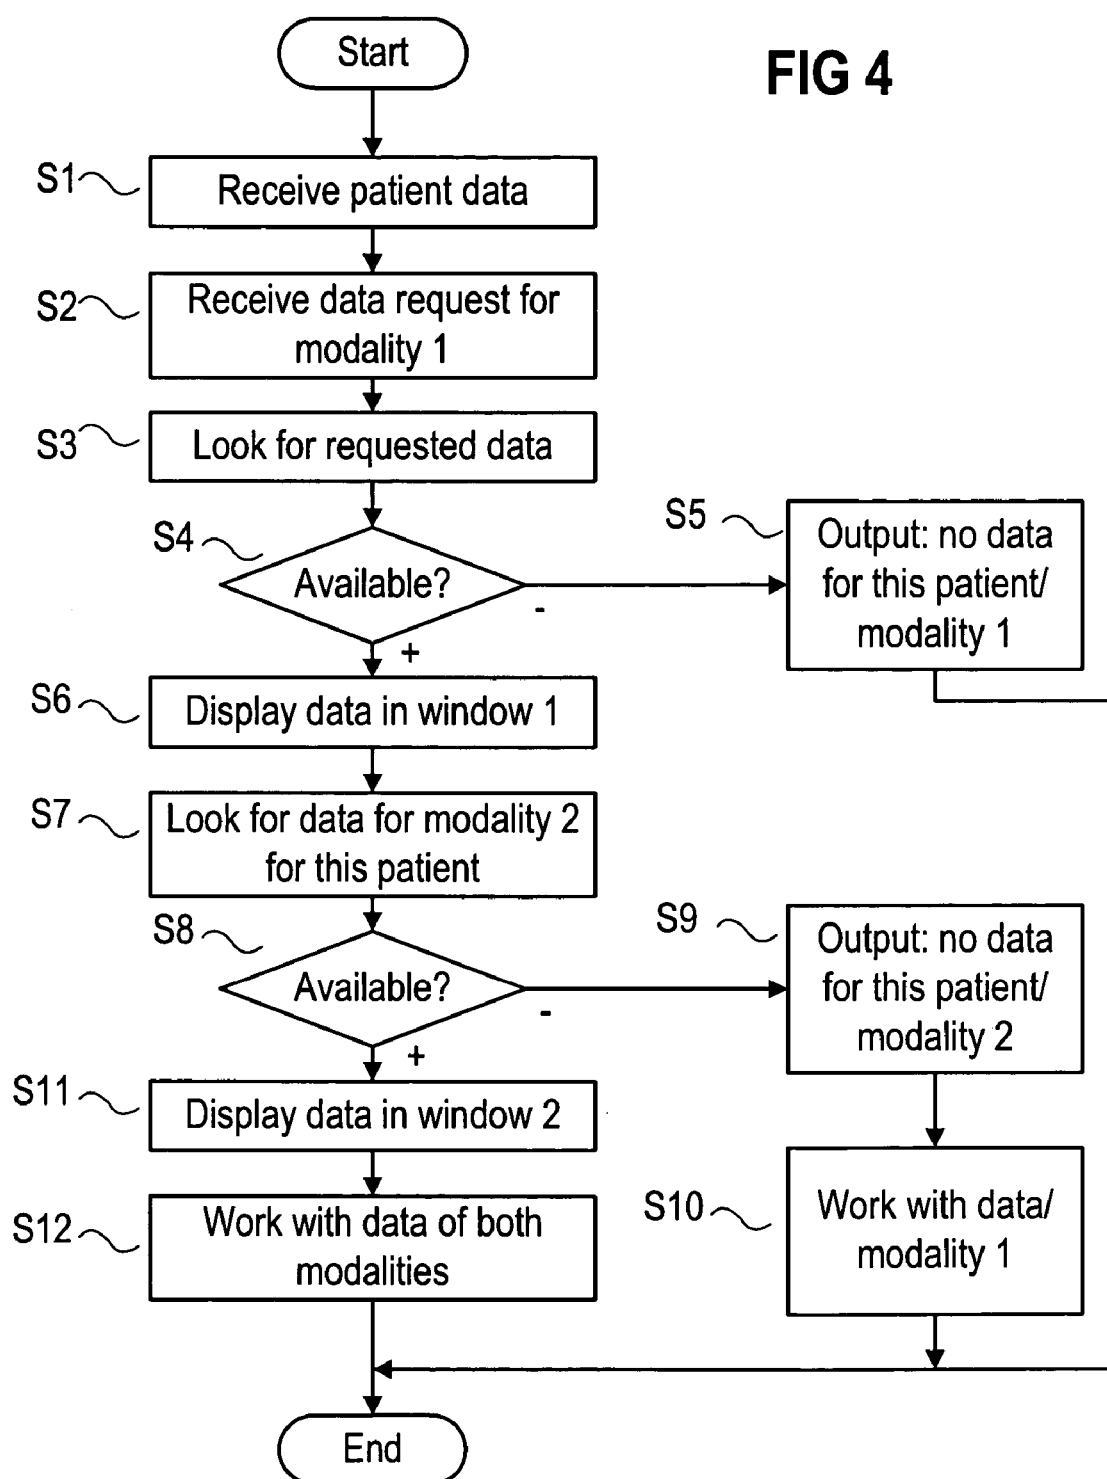 Start
FIG 4
S1
Receive patient data
S2
Receive data request for
modality 1
S3
Look for requested data
S4
Available?
-
+
S5
Output: no data
for this patient/
modality 1
S6
Display data in window 1
S7
Look for data for modality 2
for this patient
S8
Available?
-
+
S9
Output: no data
for this patient/
modality 2
S11
Display data in window 2
S10
Work with data/
modality 1
S12
Work with data of both
modalities
End